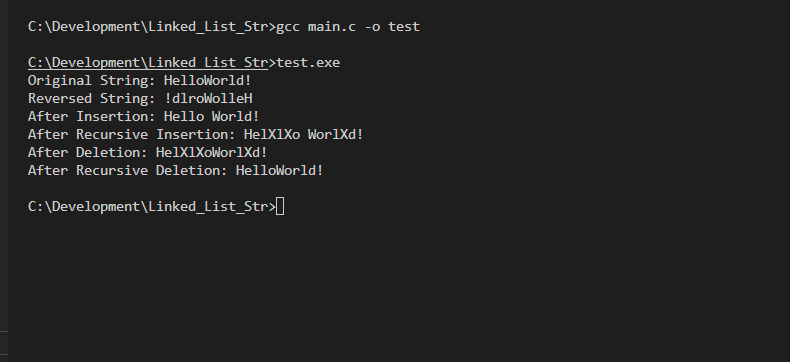 C:\Development\Linked_List_Str>gcc main.c -o test
C:\Development\Linked_List_Str>test.exe
Original String: HelloWorld!
Reversed String: !dlroWolleH
After Insertion: Hello World!
After Recursive Insertion: HelXlXo WorlXd!
After Deletion: HelXlXoWorlXd!
After Recursive Deletion: HelloWorld!
C:\Development\Linked_List_Str>